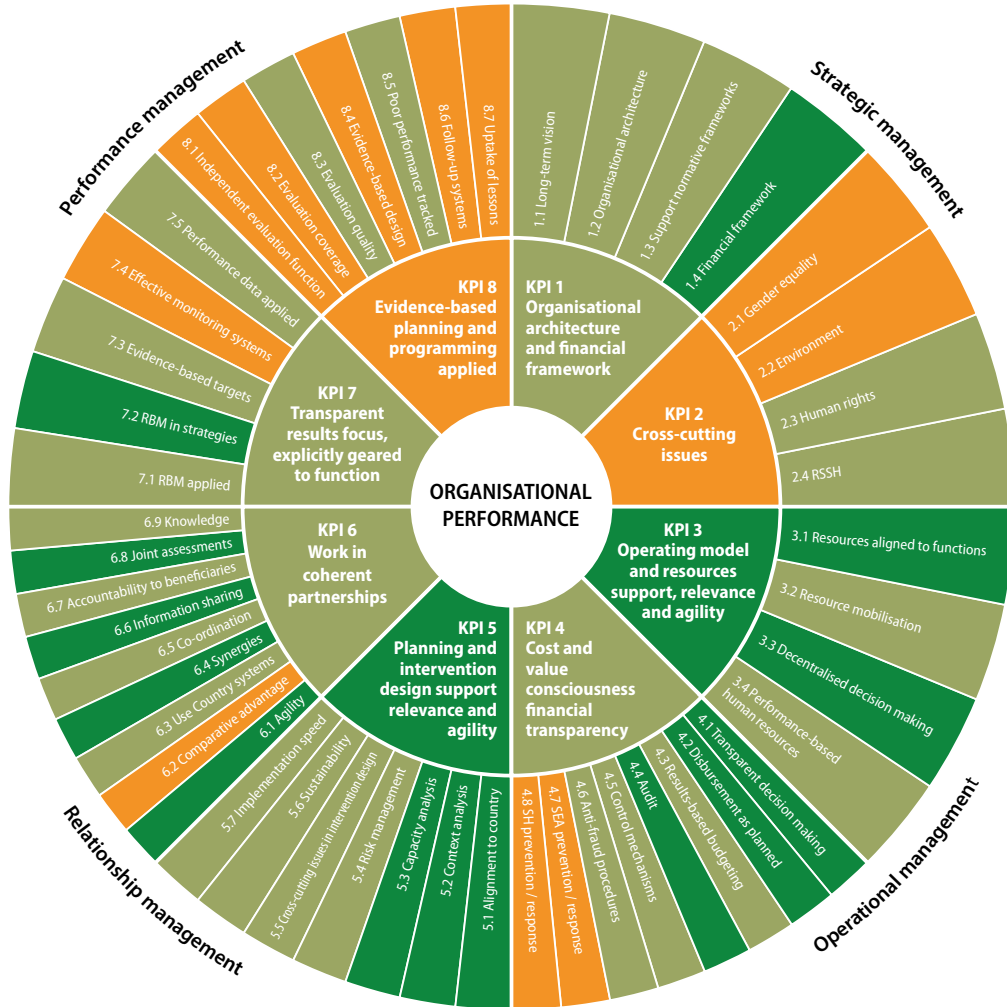 Performance management
Strategic management
Operational management
Relationship management
ORGANISATIONAL
PERFORMANCE
KPI 1
Organisational
architecture
and financial
framework
1.1 Long-term vision
1.2 Organisational architecture
1.3 Support normative frameworks
1.4 Financial framework
KPI 2
Cross-cutting
issues
2.1 Gender equality
2.2 Environment
2.3 Human rights
2.4 RSSH
KPI 3
Operating model
and resources
support, relevance
and agility
3.1 Resources aligned to functions
3.2 Resource mobilisation
3.3 Decentralised decision making
3.4 Performance-based
human resources
KPI 4
Cost and
value
consciousness
financial
transparency
4.1 Transparent decision making
4.2 Disbursement as planned
4.3 Results-based budgeting
4.4 Audit
4.5 Control mechanisms
4.6 Anti-fraud procedures
4.7 SEA prevention / response
4.8 SH prevention / response
KPI 5
Planning and
intervention
design support
relevance and
agility
5.1 Alignment to country
5.2 Context analysis
5.3 Capacity analysis
5.4 Risk management
5.5 Cross-cutting issues in intervention design
5.6 Sustainability
5.7 Implementation speed
KPI 6
Work in
coherent
partnerships
6.1 Agility
6.2 Comparative advantage
6.3 Use Country systems
6.4 Synergies
6.5 Co-ordination
6.6 Information sharing
6.7 Accountability to beneficiaries
6.8 Joint assessments
6.9 Knowledge
KPI 7
Transparent
results focus,
explicitly geared
to function
7.1 RBM applied
7.2 RBM in strategies
7.3 Evidence-based targets
7.4 Effective monitoring systems
7.5 Performance data applied
KPI 8
Evidence-based
planning and
programming
applied
8.1 Independent evaluation function
8.2 Evaluation coverage
8.3 Evaluation quality
8.4 Evidence-based design
8.5 Poor performance
tracked
8.6 Follow-up systems
8.7 Uptake of lessons